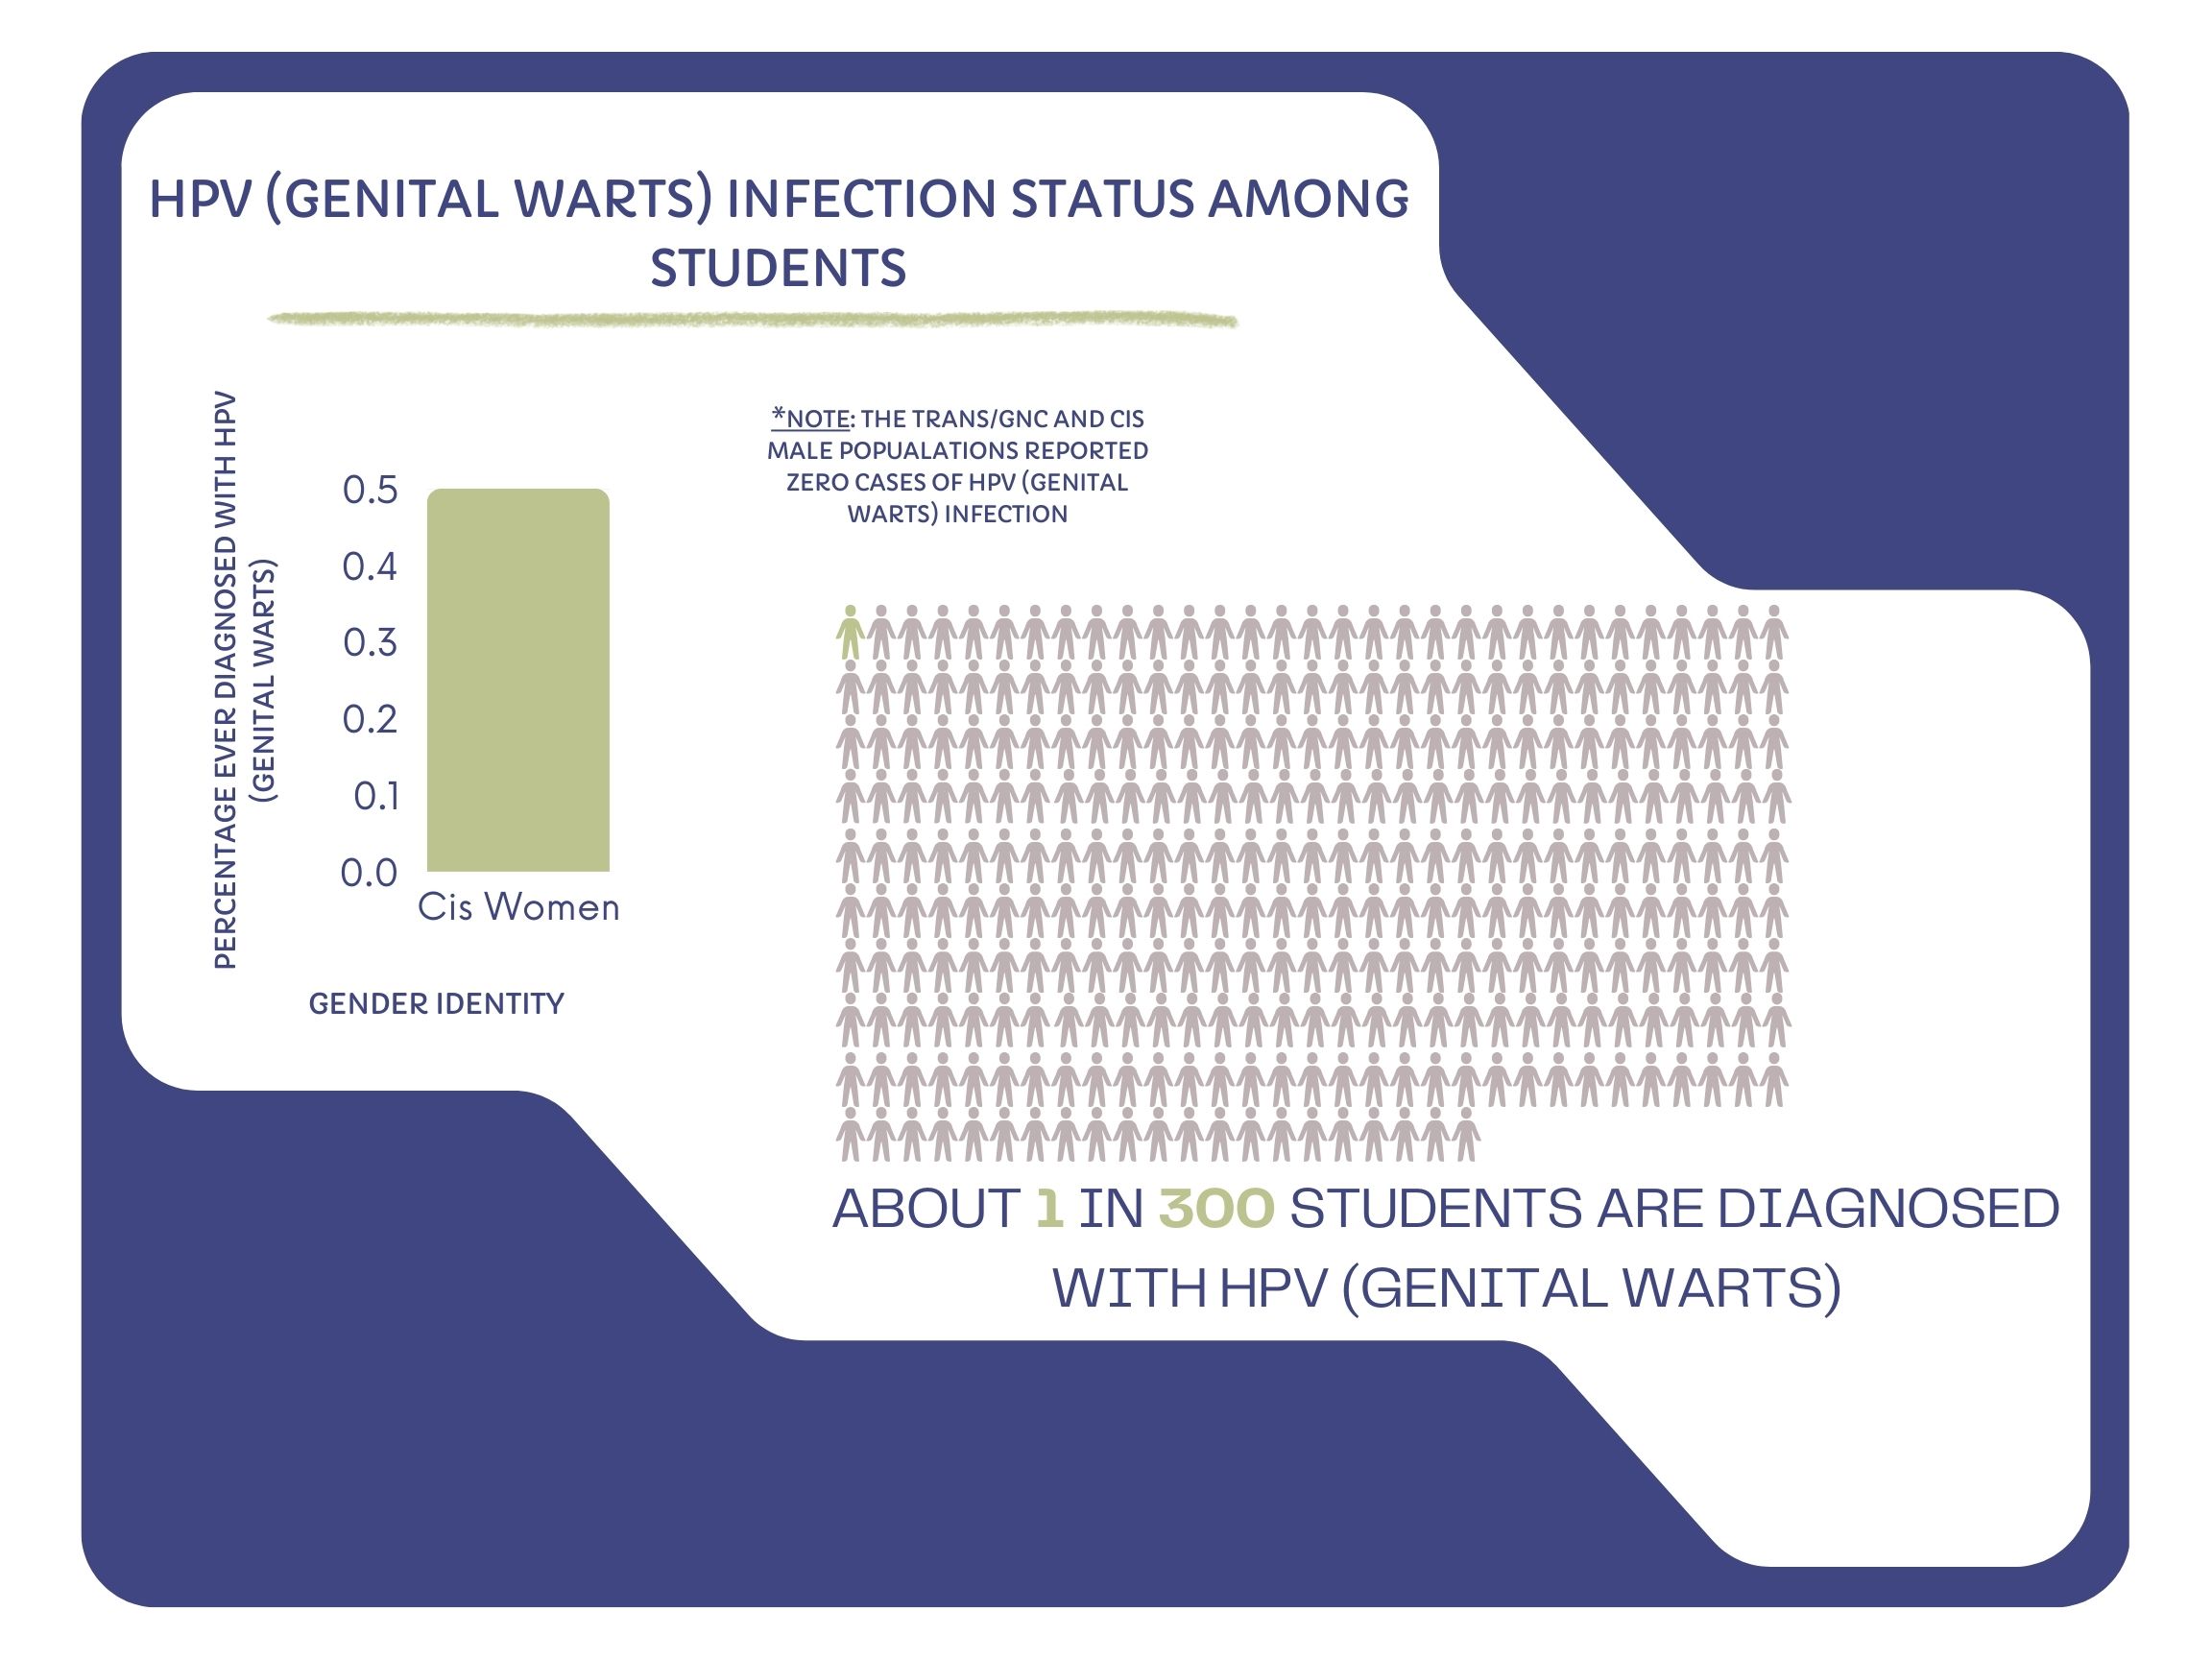 HPV (GENITAL WARTS) INFECTION STATUS AMONG
STUDENTS
PERCENTAGE EVER DIAGNOSED WITH HPV
(GENITAL WARTS)
0.5
0.4
0.3
0.2
0.1
0.0
Cis Women
GENDER IDENTITY
*NOTE: THE TRANS/GNC AND CIS
MALE POPUALATIONS REPORTED
ZERO CASES OF HPV (GENITAL
WARTS) INFECTION
ABOUT 1 IN 300 STUDENTS ARE DIAGNOSED
WITH HPV (GENITAL WARTS)